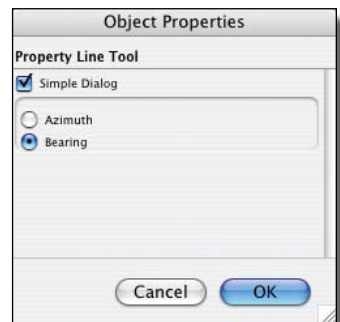 Object Properties
Property Line Tool
Simple Dialog
Azimuth
Bearing
Cancel OK